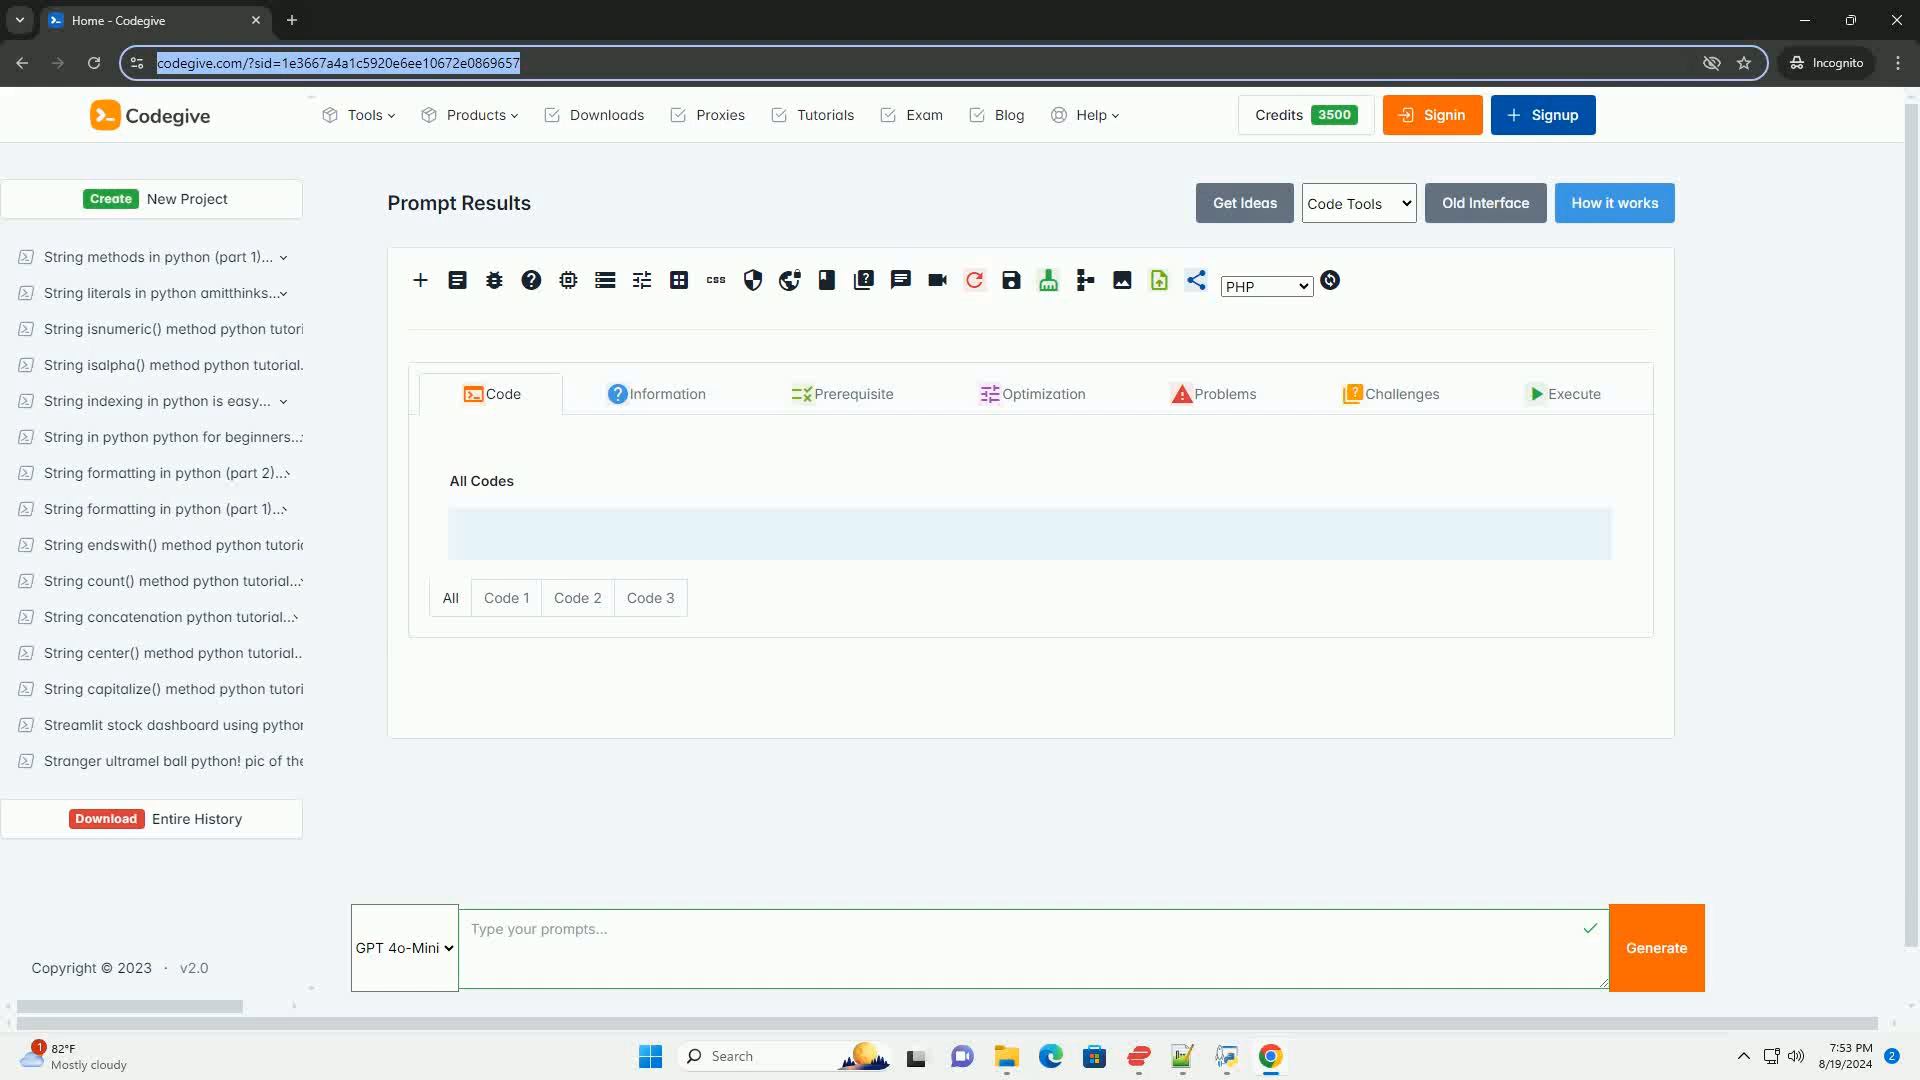 Home - Codegive
codegive.com/?sid=1e3667a4a1c5920e6ee10672e0869657
Incognito
Codegive
Tools
Products
Downloads
Proxies
Tutorials
Exam
Blog
Help
Credits 3500
Signin
Signup
Create New Project
String methods in python (part 1)...
String literals in python amitthinks...
String isnumeric() method python tutori
String isalpha() method python tutorial.
String indexing in python is easy...
String in python python for beginners...
String formatting in python (part 2)...
String formatting in python (part 1)...
String endswith() method python tutoric
String count() method python tutorial...
String concatenation python tutorial...
String center() method python tutorial..
String capitalize() method python tutori
Streamlit stock dashboard using pythor
Stranger ultramel ball python! pic of the
Download Entire History
Copyright © 2023 · v2.0
Prompt Results
Get Ideas
Code Tools
Old Interface
How it works
css
PHP
Code
Information
Prerequisite
Optimization
Problems
Challenges
Execute
All Codes
All
Code 1
Code 2
Code 3
GPT 4o-Mini
Type your prompts...
Generate
1
82°F
Mostly cloudy
Search
7:53 PM
8/19/2024
2